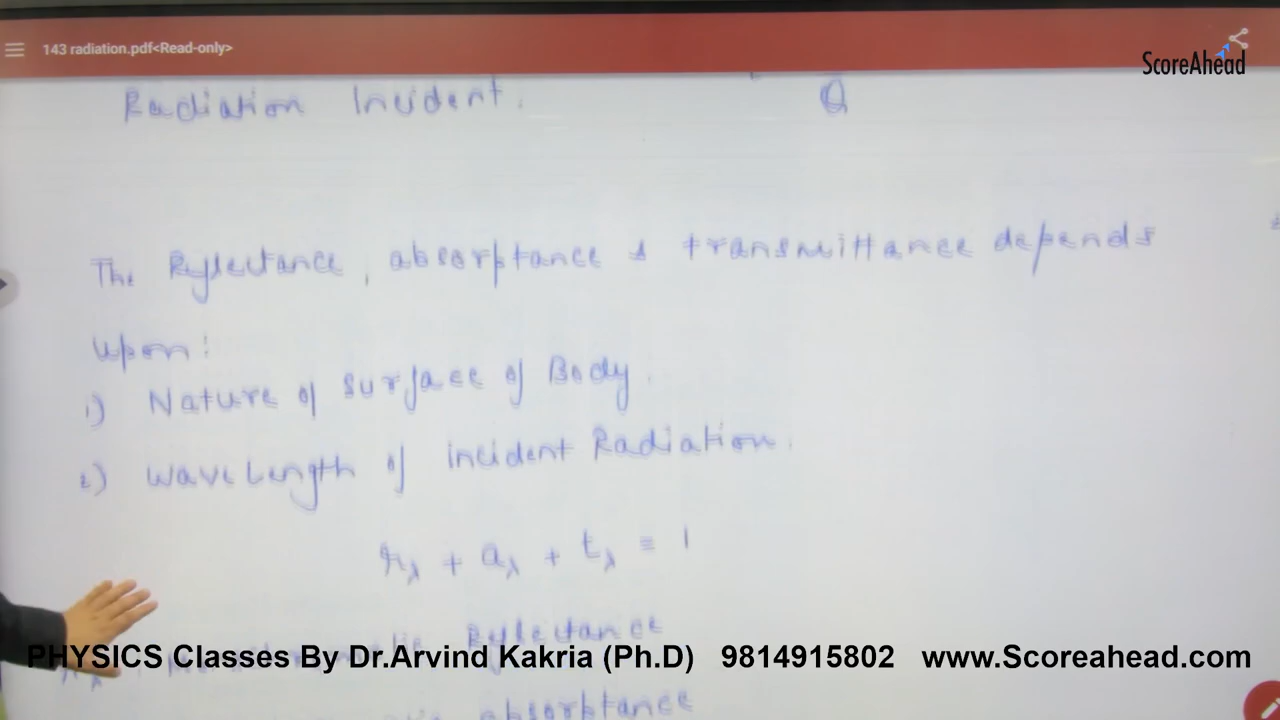 143 radiation.pdf<Read-only>
ScoreAhead
Radiation Incident.
Q
The Reflectance, absorptance & transmittance depends
upon:
1) Nature of surface of Body.
2) Wavelength of incident Radiation.
rλ + aλ + tλ = 1
Reflectance
PHYSICS Classes By Dr.Arvind Kakria (Ph.D) 9814915802 www.Scoreahead.com
absorptance